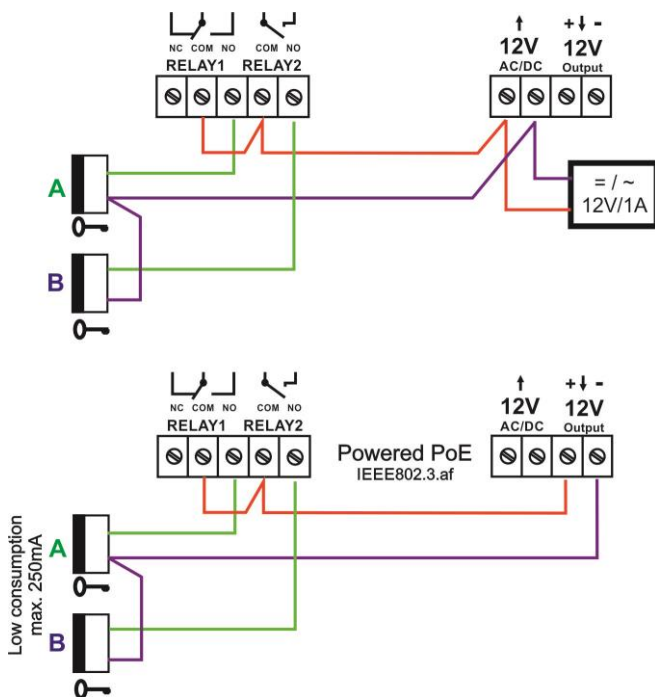 NC COM NO COM NO
RELAY1 RELAY2
12V
AC/DC
+ -
12V
Output
A
B
= / ~
12V/1A
NC COM NO COM NO
RELAY1 RELAY2
Powered PoE
IEEE802.3.af
12V
AC/DC
+ -
12V
Output
Low consumption
max. 250mA
A
B